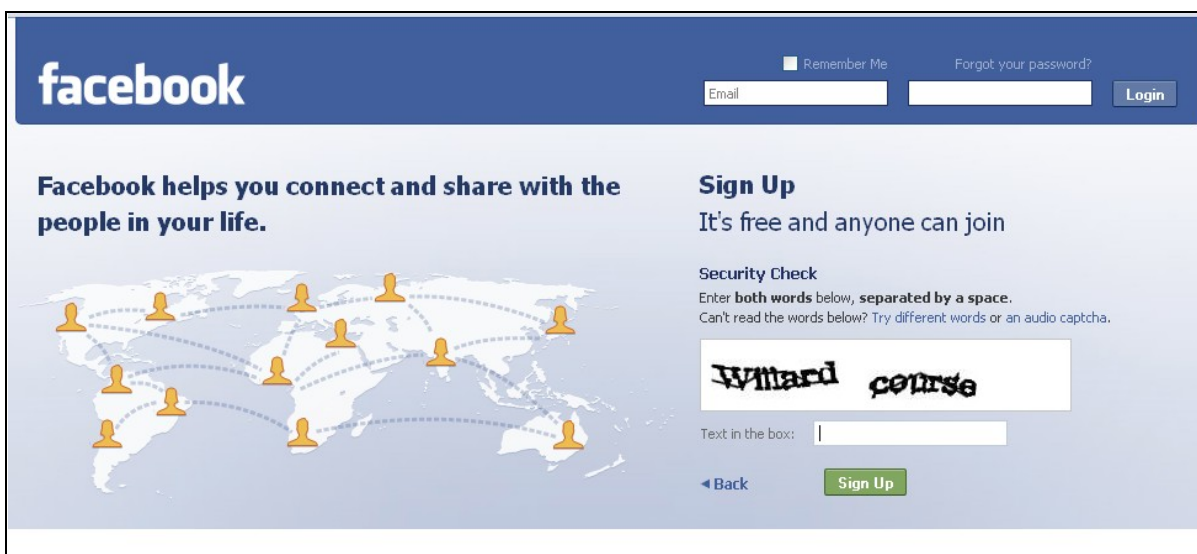 facebook
Remember Me Forgot your password?
Email Login
Facebook helps you connect and share with the
people in your life.
Sign Up
It's free and anyone can join
Security Check
Enter both words below, separated by a space.
Can't read the words below? Try different words or an audio captcha.
Willard course
Text in the box:
Back Sign Up